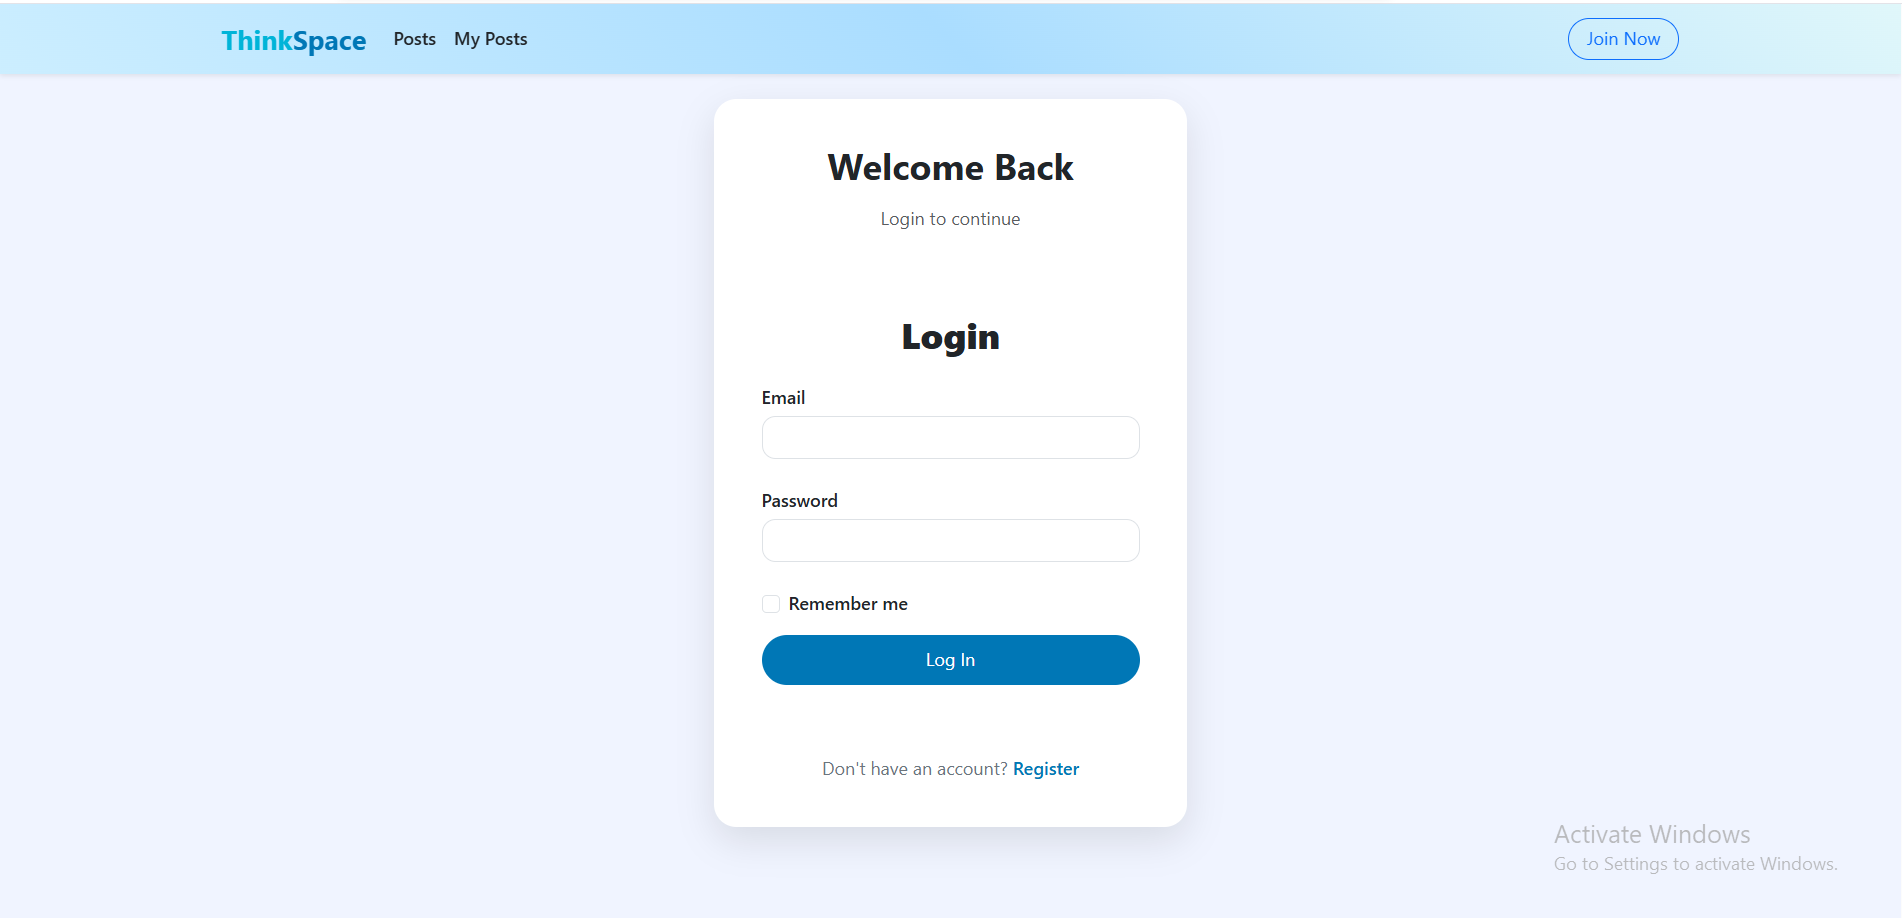 ThinkSpace Posts My Posts Join Now
Welcome Back
Login to continue
Login
Email
Password
Remember me
Log In
Don't have an account? Register
Activate Windows
Go to Settings to activate Windows.